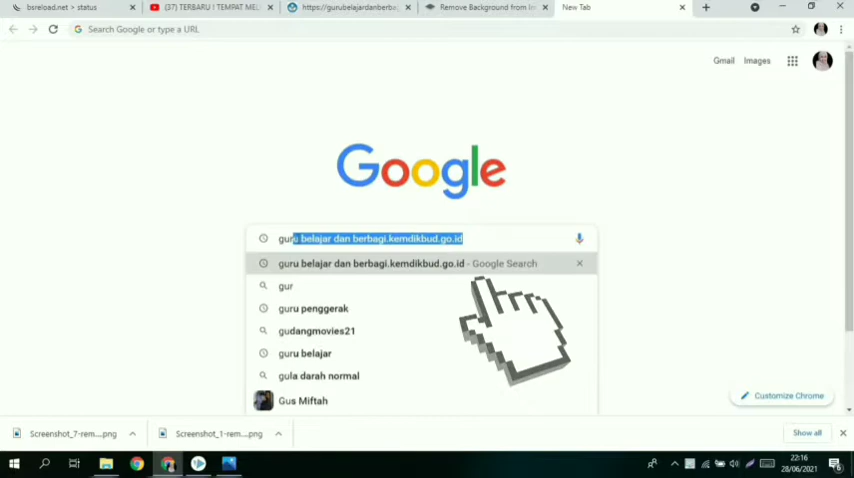 bsreload.net > status
(37) TERBARU ! TEMPAT MEL
https://gurubelajardanberba
Remove Background from Im
New Tab
Search Google or type a URL
Gmail
Images
Google
guru belajar dan berbagi.kemdikbud.go.id
guru belajar dan berbagi.kemdikbud.go.id - Google Search
gur
guru penggerak
gudangmovies21
guru belajar
gula darah normal
Gus Miftah
Customize Chrome
Screenshot_7-rem....png
Screenshot_1-rem....png
Show all
22:16
28/06/2021